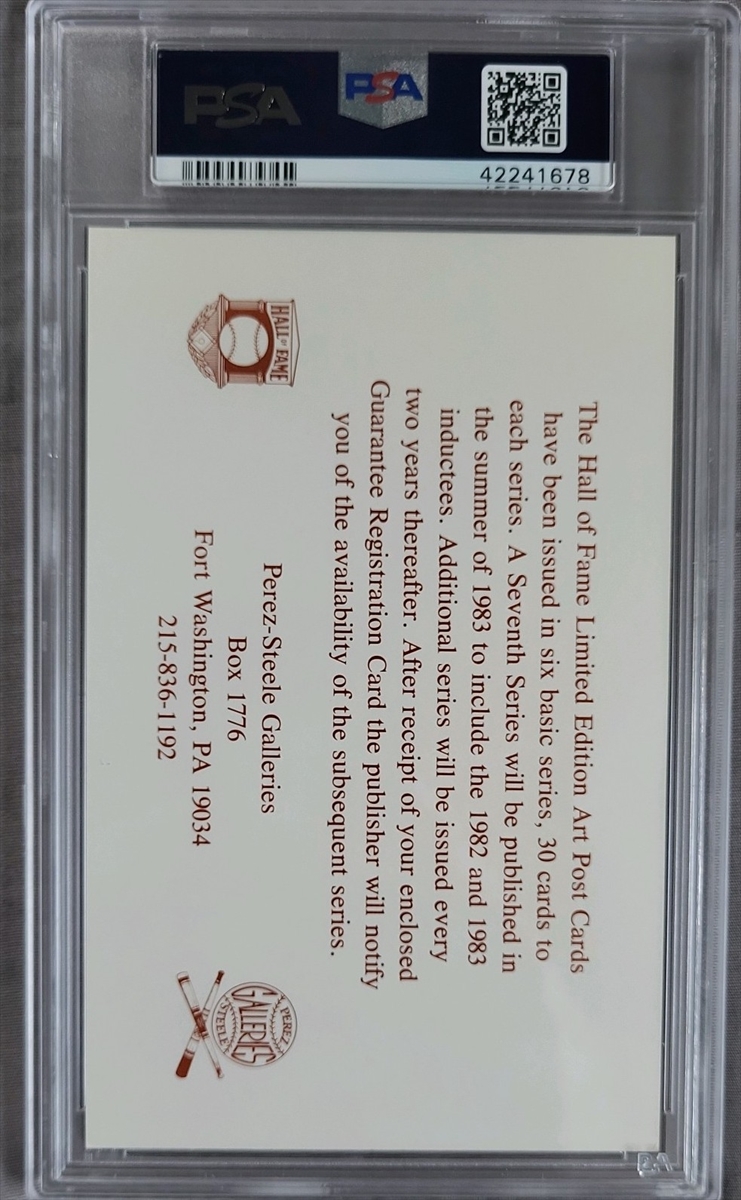 PSA
PSA
42241678
HALL OF FAME
The Hall of Fame Limited Edition Art Post Cards
have been issued in six basic series, 30 cards to
each series. A Seventh Series will be published in
the summer of 1983 to include the 1982 and 1983
inductees. Additional series will be issued every
two years thereafter. After receipt of your enclosed
Guarantee Registration Card the publisher will notify
you of the availability of the subsequent series.
Perez-Steele Galleries
Box 1776
Fort Washington, PA 19034
215-836-1192
PEREZ
GALLERIES
STEELE